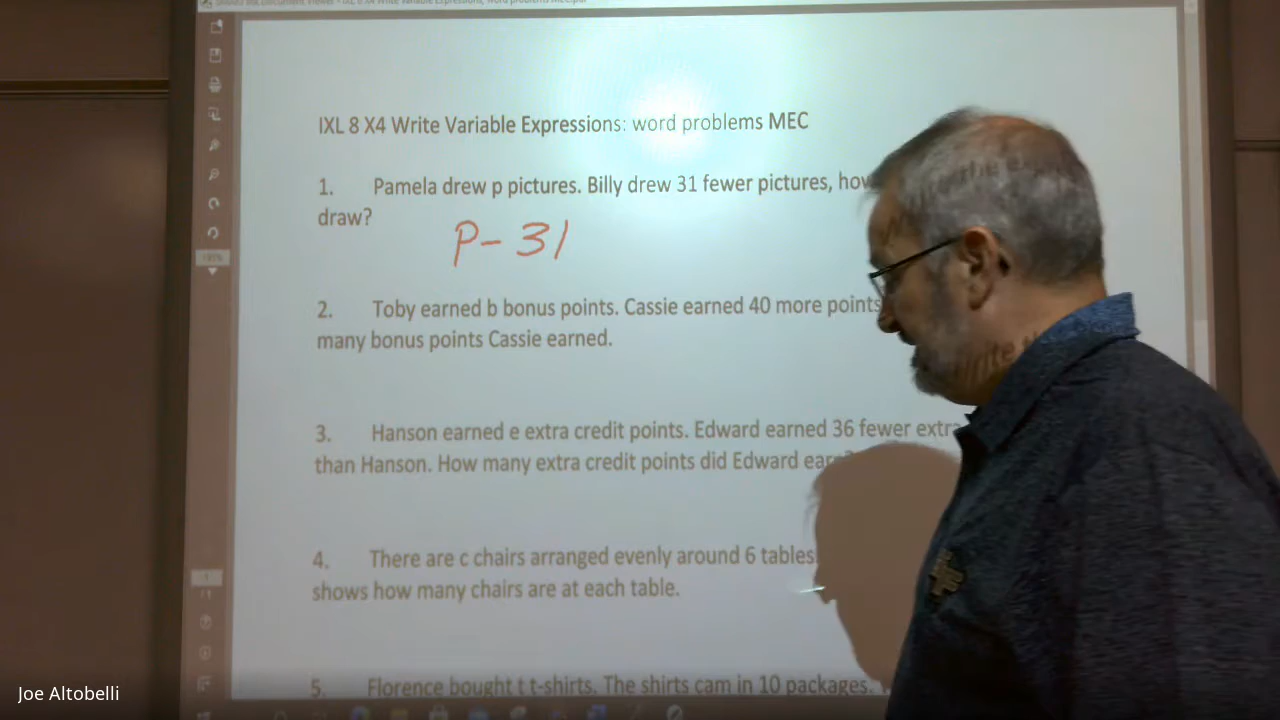 IXL 8 X4 Write Variable Expressions: word problems MEC
1. Pamela drew p pictures. Billy drew 31 fewer pictures,
draw?
P-31
2. Toby earned b bonus points. Cassie earned 40 more points
many bonus points Cassie earned.
3. Hanson earned e extra credit points. Edward earned 36 fewer extra
than Hanson. How many extra credit points did Edward earn?
4. There are c chairs arranged evenly around 6 tables.
shows how many chairs are at each table.
5. Florence bought t t-shirts. The shirts cam in 10 packages.
Joe Altobelli